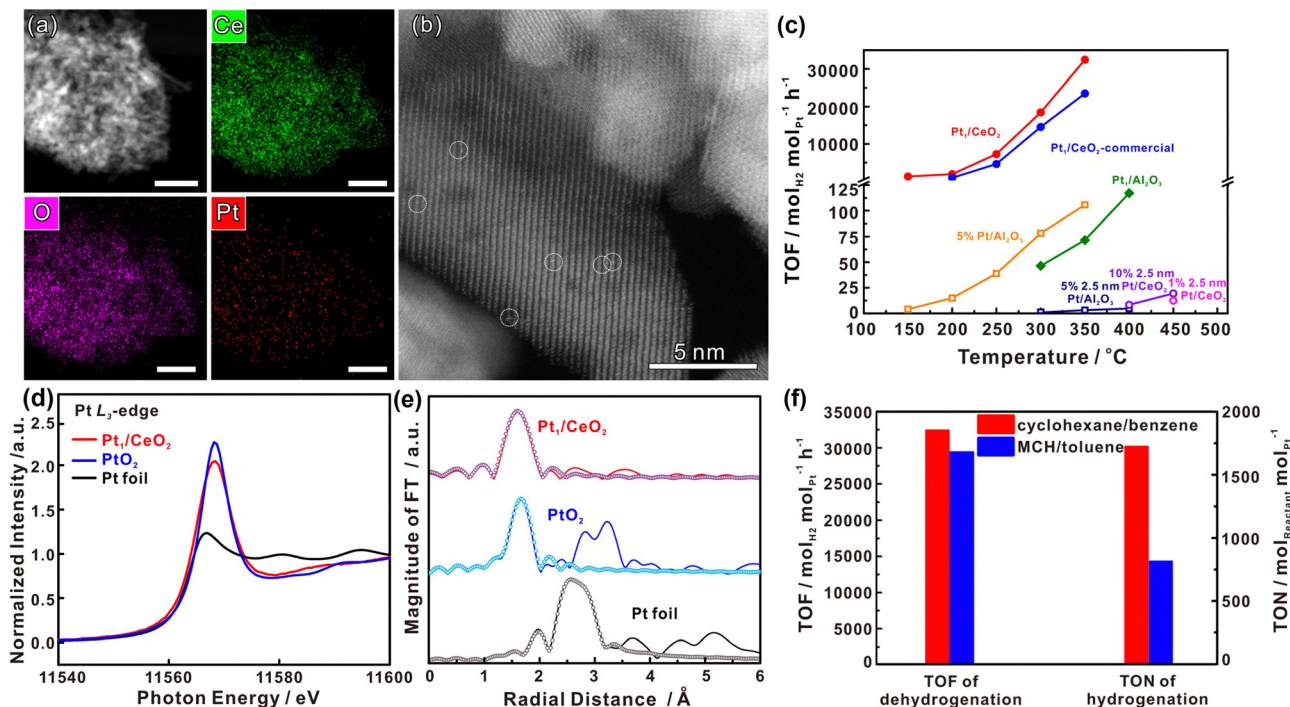 (a)
Ce
O
Pt
(b)
5 nm
(c)
TOF / mol_H2 mol_Pt^-1 h^-1
30000
20000
10000
125
100
75
50
25
0
Pt₁/CeO₂
Pt₁/CeO₂-commercial
Pt₁/Al₂O₃
5% Pt/Al₂O₃
5% 2.5 nm
Pt/Al₂O₃
10% 2.5 nm
Pt/CeO₂
1% 2.5 nm
Pt/CeO₂
100 150 200 250 300 350 400 450 500
Temperature / °C
(d)
Normalized Intensity /a.u.
2.5
2.0
1.5
1.0
0.5
0.0
Pt L₃-edge
Pt₁/CeO₂
PtO₂
Pt foil
11540 11560 11580 11600
Photon Energy / eV
(e)
Magnitude of FT / a.u.
Pt₁/CeO₂
PtO₂
Pt foil
0 1 2 3 4 5 6
Radial Distance / Å
(f)
TOF / mol_H2 mol_Pt^-1 h^-1
35000
30000
25000
20000
15000
10000
5000
0
cyclohexane/benzene
MCH/toluene
2000
1500
1000
500
0
TON / mol_Reactant mol_Pt^-1
TOF of
dehydrogenation
TON of
hydrogenation